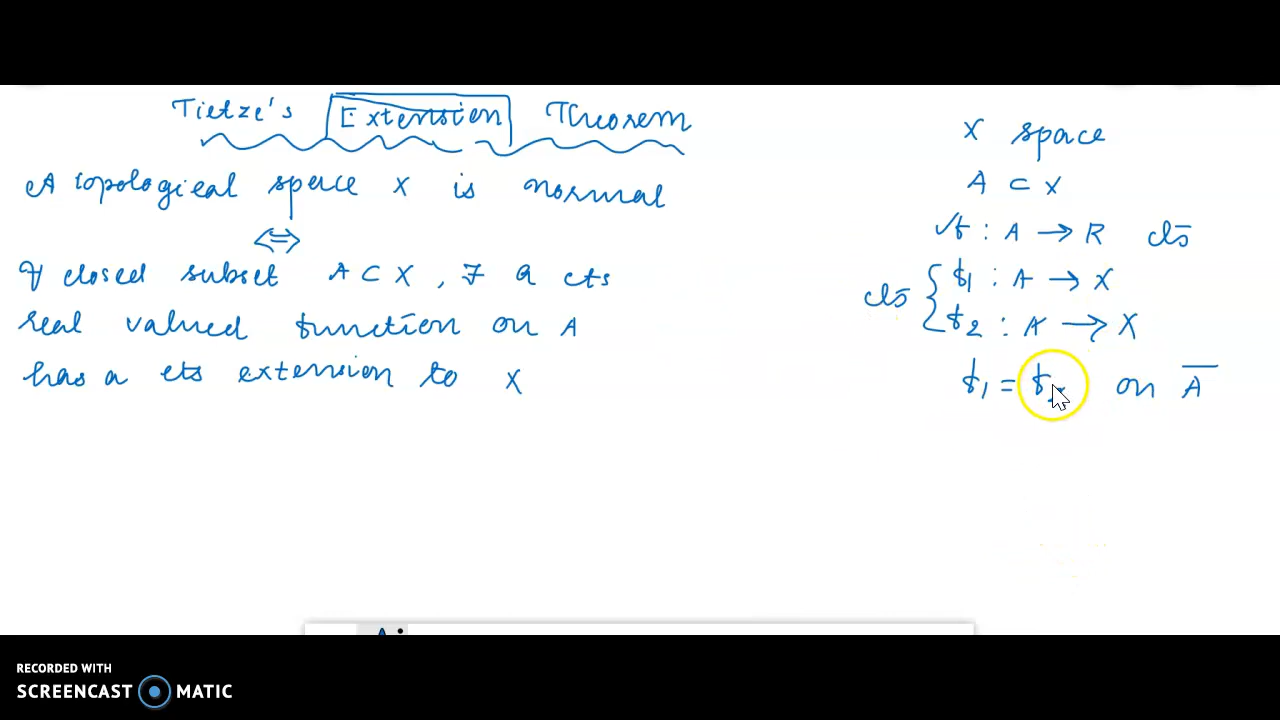 Tietze's Extension Theorem
A topological space X is normal
⇔
∀ closed subset A ⊂ X, ∃ a cts
real valued function on A
has a cts extension to X
X space
A ⊂ X
f : A → R cts
cts { f1 : A → X
f2 : A → X
f1 = f2 on A̅
RECORDED WITH
SCREENCAST MATIC